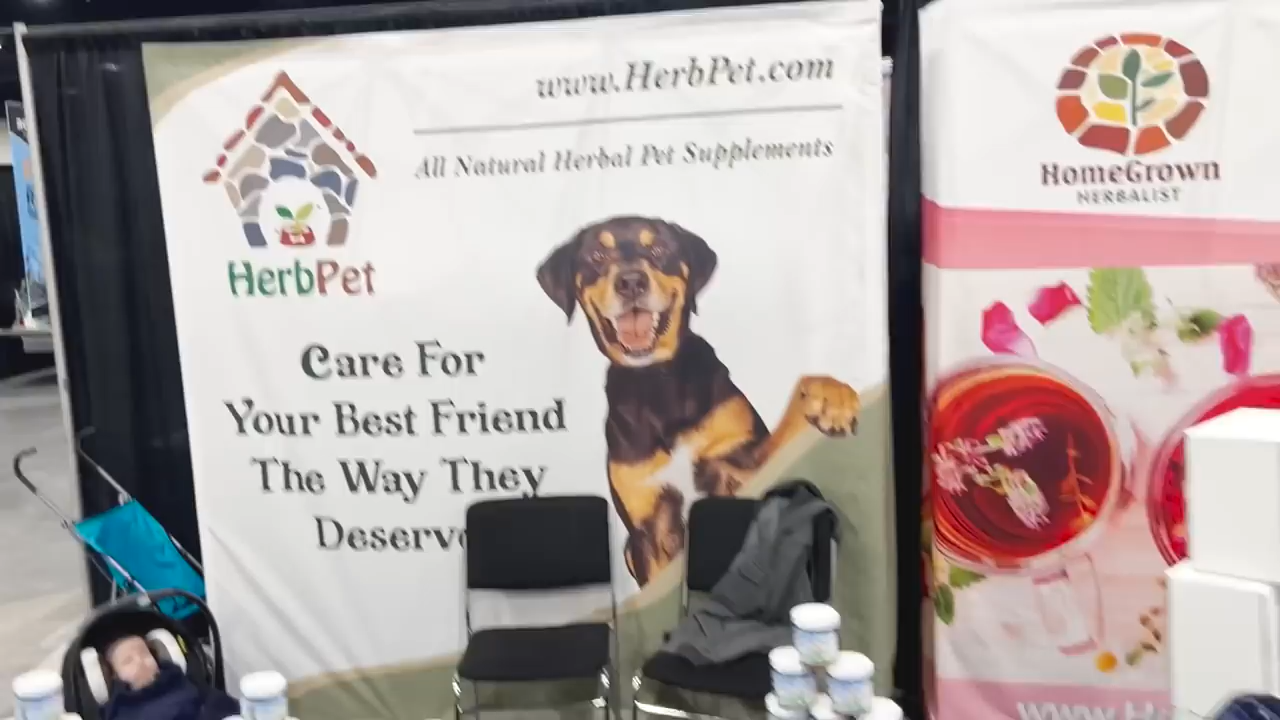 www.HerbPet.com
All Natural Herbal Pet Supplements
HerbPet
Care For
Your Best Friend
The Way They
Deserve
HomeGrown
HERBALIST